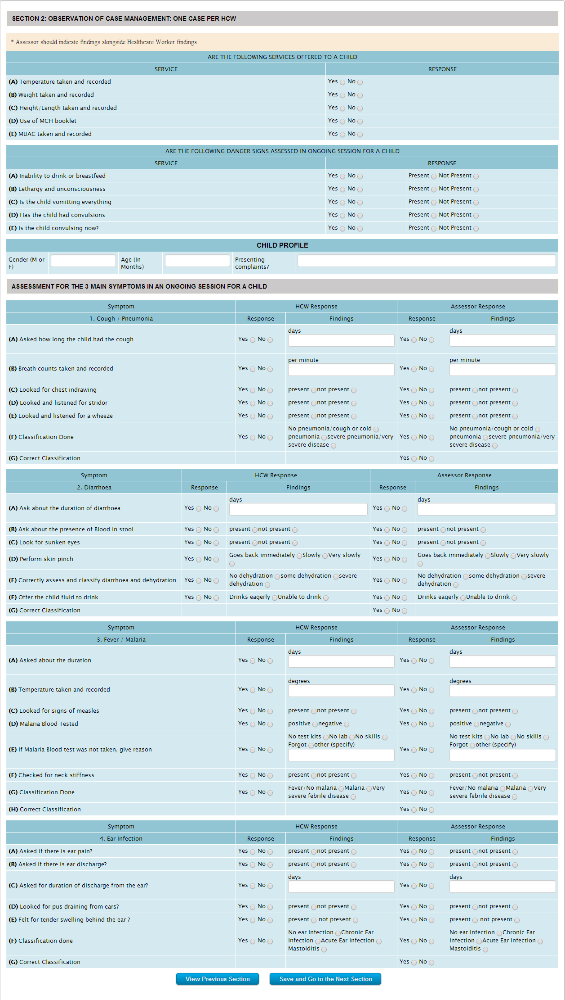 SECTION 2: OBSERVATION OF CASE MANAGEMENT: ONE CASE PER HCW
* Assessor should indicate findings alongside Healthcare Worker findings.
ARE THE FOLLOWING SERVICES OFFERED TO A CHILD
SERVICE RESPONSE
(A) Temperature taken and recorded Yes No
(B) Weight taken and recorded Yes No
(C) Height/Length taken and recorded Yes No
(D) Use of MCH booklet Yes No
(E) MUAC taken and recorded Yes No
ARE THE FOLLOWING DANGER SIGNS ASSESSED IN ONGOING SESSION FOR A CHILD
SERVICE RESPONSE
(A) Inability to drink or breastfeed Yes No Present Not Present
(B) Lethargy and unconsciousness Yes No Present Not Present
(C) Is the child vomitting everything Yes No Present Not Present
(D) Has the child had convulsions Yes No Present Not Present
(E) Is the child convulsing now? Yes No Present Not Present
CHILD PROFILE
Gender (M or F) Age (In Months) Presenting complaints?
ASSESSMENT FOR THE 3 MAIN SYMPTOMS IN AN ONGOING SESSION FOR A CHILD
Symptom HCW Response Assessor Response
1. Cough / Pneumonia Response Findings Response Findings
(A) Asked how long the child had the cough Yes No days Yes No days
(B) Breath counts taken and recorded Yes No per minute Yes No per minute
(C) Looked for chest indrawing Yes No present not present Yes No present not present
(D) Looked and listened for stridor Yes No present not present Yes No present not present
(E) Looked and listened for a wheeze Yes No present not present Yes No present not present
(F) Classification Done Yes No No pneumonia/cough or cold pneumonia severe pneumonia/very severe disease Yes No No pneumonia/cough or cold pneumonia severe pneumonia/very severe disease
(G) Correct Classification Yes No
Symptom HCW Response Assessor Response
2. Diarrhoea Response Findings Response Findings
(A) Ask about the duration of diarrhoea Yes No days Yes No days
(B) Ask about the presence of Blood in stool Yes No present not present Yes No present not present
(C) Look for sunken eyes Yes No present not present Yes No present not present
(D) Perform skin pinch Yes No Goes back immediately Slowly Very slowly Yes No Goes back immediately Slowly Very slowly
(E) Correctly assess and classify diarrhoea and dehydration Yes No No dehydration some dehydration severe dehydration Yes No No dehydration some dehydration severe dehydration
(F) Offer the child fluid to drink Yes No Drinks eagerly Unable to drink Yes No Drinks eagerly Unable to drink
(G) Correct Classification Yes No
Symptom HCW Response Assessor Response
3. Fever / Malaria Response Findings Response Findings
(A) Asked about the duration Yes No days Yes No days
(B) Temperature taken and recorded Yes No degrees Yes No degrees
(C) Looked for signs of measles Yes No present not present Yes No present not present
(D) Malaria Blood Tested Yes No positive negative Yes No positive negative
(E) If Malaria Blood test was not taken, give reason Yes No No test kits No lab No skills Forgot other (specify) Yes No No test kits No lab No skills Forgot other (specify)
(F) Checked for neck stiffness Yes No present not present Yes No present not present
(G) Classification Done Yes No Fever/No malaria Malaria Very severe febrile disease Yes No Fever/No malaria Malaria Very severe febrile disease
(H) Correct Classification Yes No
Symptom HCW Response Assessor Response
4. Ear Infection Response Findings Response Findings
(A) Asked if there is ear pain? Yes No present not present Yes No present not present
(B) Asked if there is ear discharge? Yes No present not present Yes No present not present
(C) Asked for duration of discharge from the ear? Yes No days Yes No days
(D) Looked for pus draining from ears? Yes No present not present Yes No present not present
(E) Felt for tender swelling behind the ear ? Yes No present not present Yes No present not present
(F) Classification done Yes No No ear Infection Chronic Ear Infection Acute Ear Infection Mastoiditis Yes No No ear Infection Chronic Ear Infection Acute Ear Infection Mastoiditis
(G) Correct Classification Yes No
View Previous Section Save and Go to the Next Section